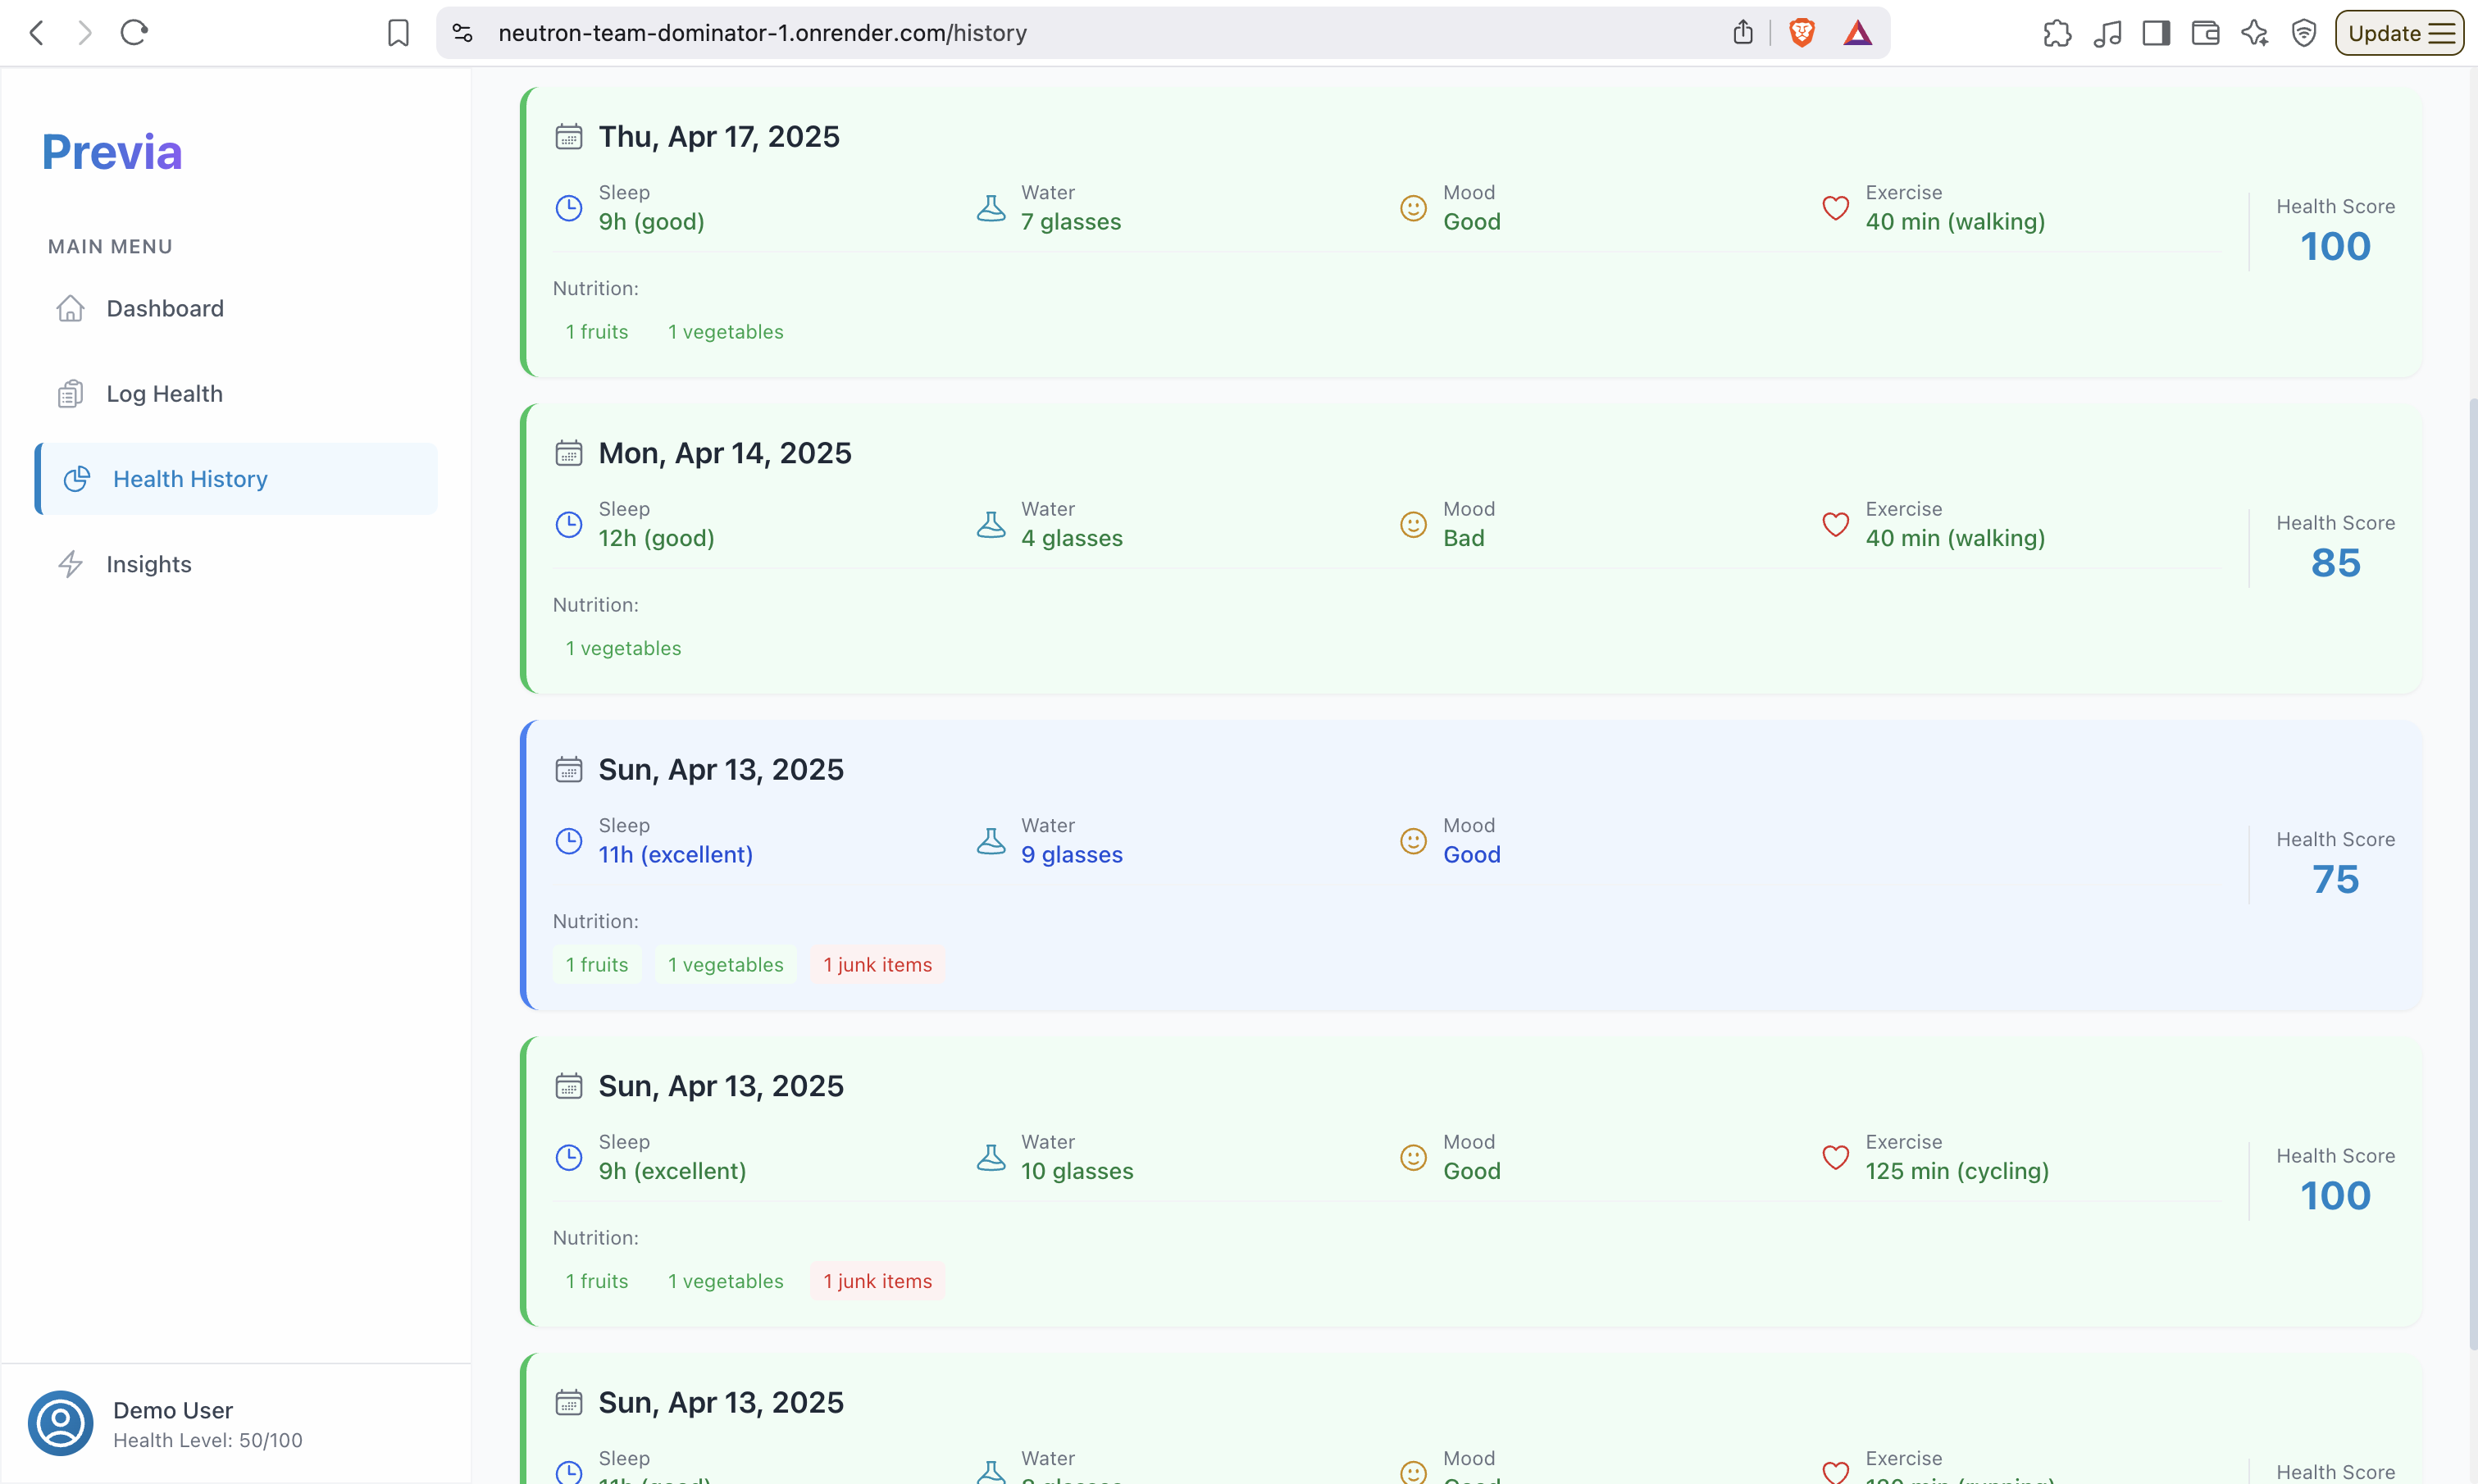 neutron-team-dominator-1.onrender.com/history
Update
Previa
MAIN MENU
Dashboard
Log Health
Health History
Insights
Demo User
Health Level: 50/100
Thu, Apr 17, 2025
Sleep
9h (good)
Water
7 glasses
Mood
Good
Exercise
40 min (walking)
Health Score
100
Nutrition:
1 fruits 1 vegetables
Mon, Apr 14, 2025
Sleep
12h (good)
Water
4 glasses
Mood
Bad
Exercise
40 min (walking)
Health Score
85
Nutrition:
1 vegetables
Sun, Apr 13, 2025
Sleep
11h (excellent)
Water
9 glasses
Mood
Good
Health Score
75
Nutrition:
1 fruits 1 vegetables 1 junk items
Sun, Apr 13, 2025
Sleep
9h (excellent)
Water
10 glasses
Mood
Good
Exercise
125 min (cycling)
Health Score
100
Nutrition:
1 fruits 1 vegetables 1 junk items
Sun, Apr 13, 2025
Sleep
Water
Mood
Exercise
Health Score